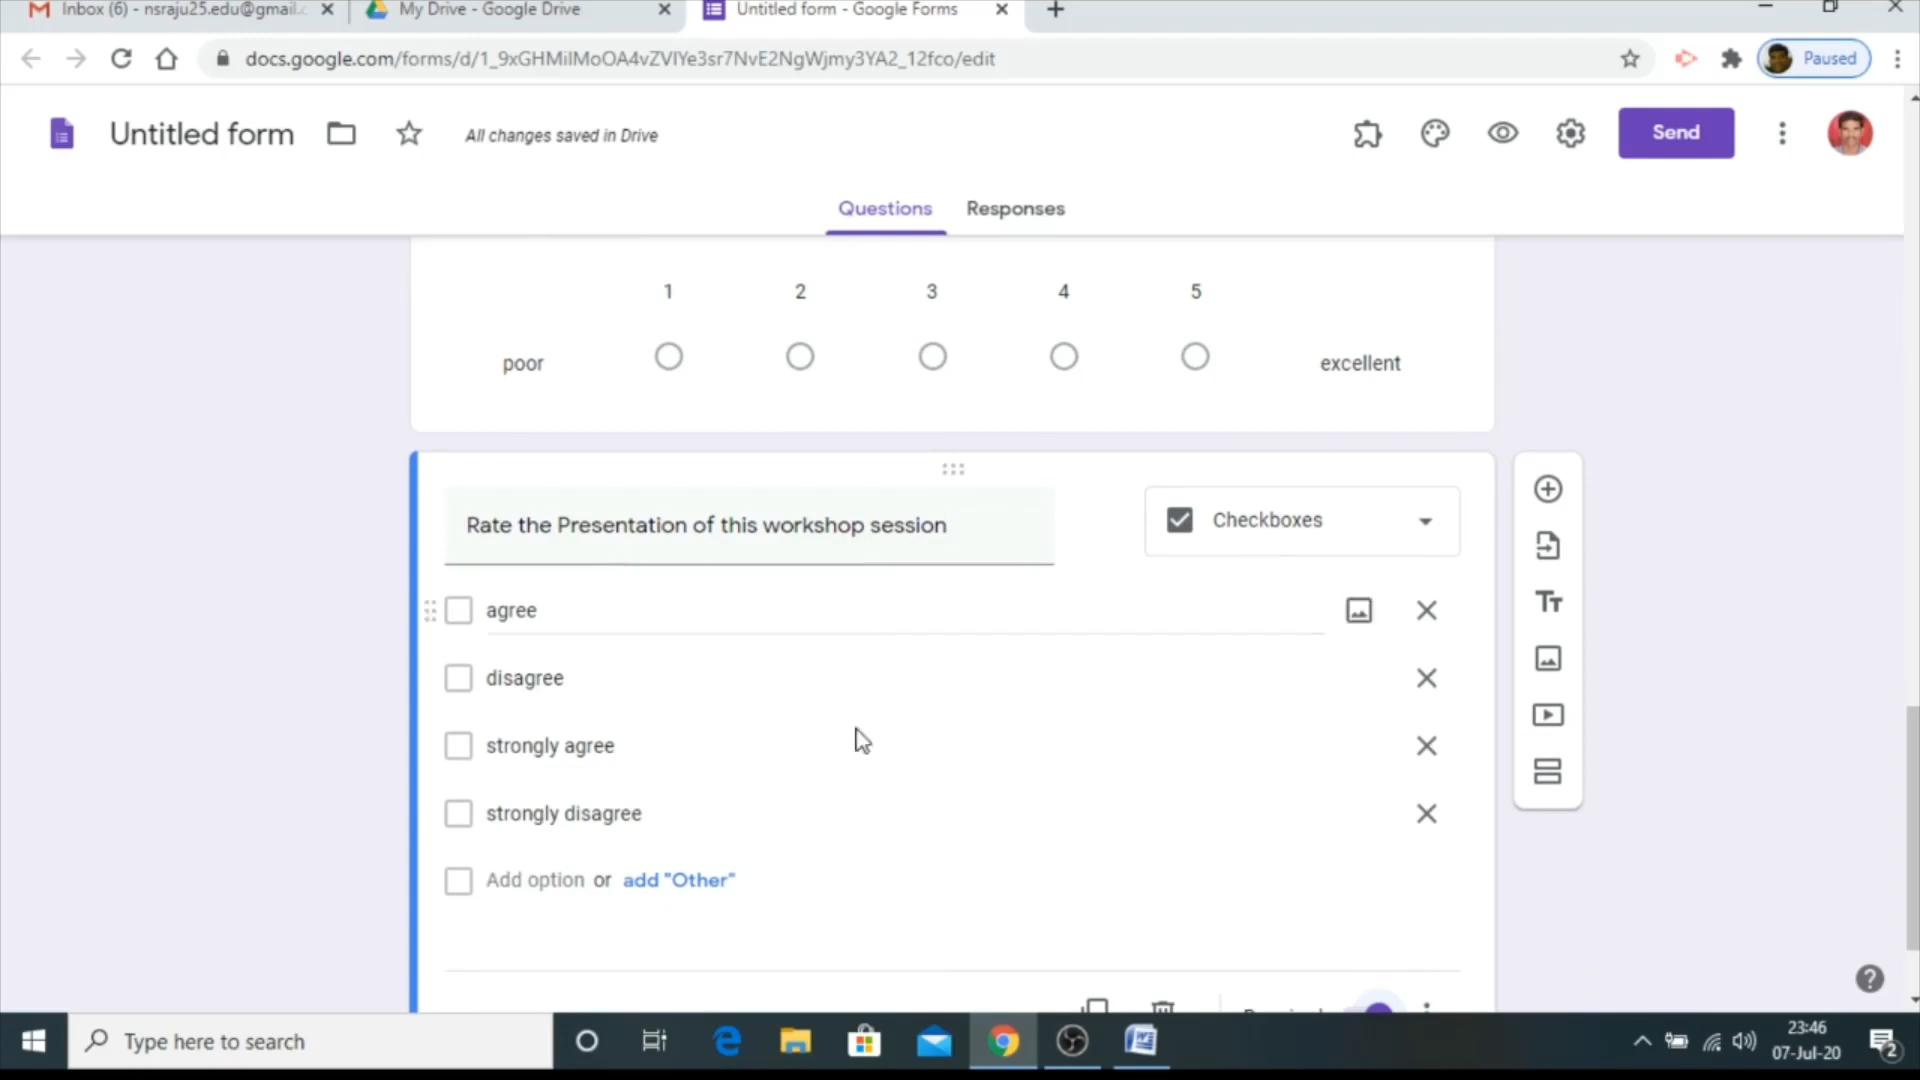 Inbox (6) - nsraju25.edu@gmail.c
My Drive - Google Drive
Untitled form - Google Forms
docs.google.com/forms/d/1_9xGHMilMoOA4vZVIYe3sr7NvE2NgWjmy3YA2_12fco/edit
Paused
Untitled form
All changes saved in Drive
Send
Questions
Responses
1 2 3 4 5
poor
excellent
Rate the Presentation of this workshop session
Checkboxes
agree
disagree
strongly agree
strongly disagree
Add option or add "Other"
Type here to search
23:46
07-Jul-20
2